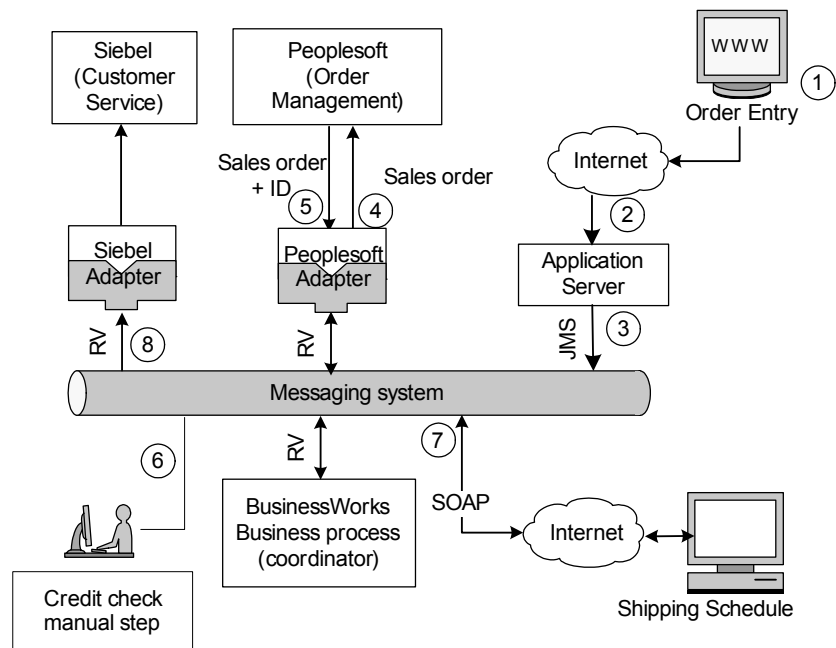 Siebel
(Customer
Service)
Peoplesoft
(Order
Management)
WWW
1
Order Entry
Internet
Sales order
+ ID
5
4
Sales order
2
Siebel
Adapter
Peoplesoft
Adapter
Application
Server
RV
8
RV
JMS
3
Messaging system
6
RV
7
SOAP
BusinessWorks
Business process
(coordinator)
Internet
Credit check
manual step
Shipping Schedule